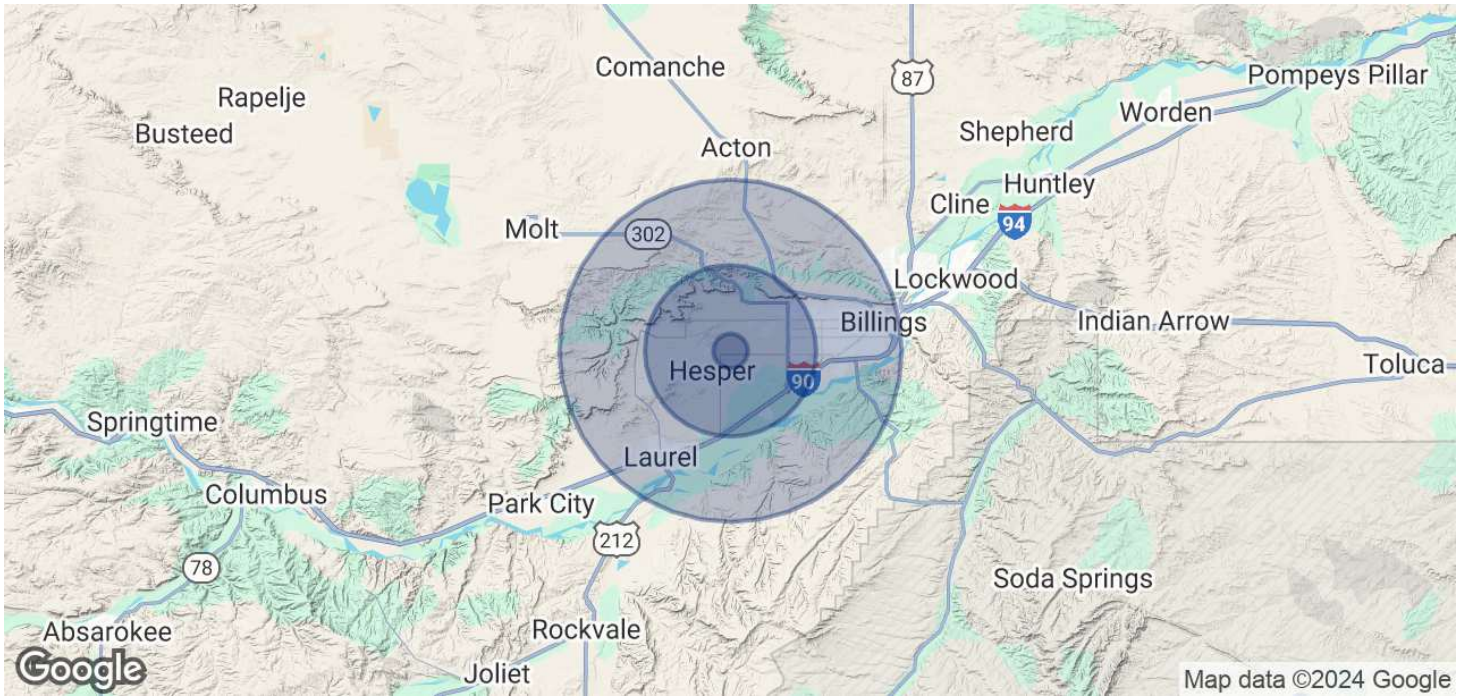 Comanche
87
Pompeys Pillar
Rapelje
Worden
Busteed
Shepherd
Acton
Huntley
Cline
94
Molt
302
Lockwood
Billings
Indian Arrow
Hesper
90
Toluca
Springtime
Laurel
Columbus
Park City
212
78
Soda Springs
Absarokee
Rockvale
Joliet
Google
Map data ©2024 Google